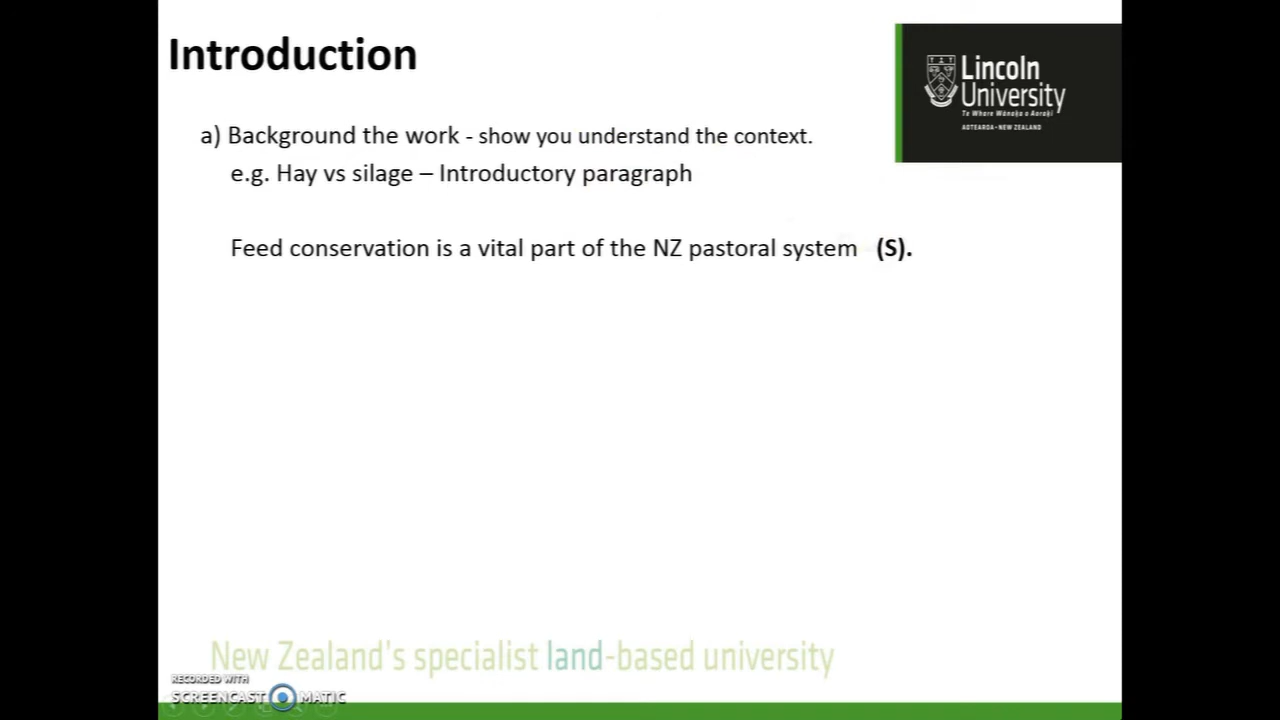 Introduction
Lincoln
University
Te Whare Wānaka o Aoraki
AOTEAROA • NEW ZEALAND
a) Background the work - show you understand the context.
e.g. Hay vs silage – Introductory paragraph
Feed conservation is a vital part of the NZ pastoral system (S).
New Zealand's specialist land-based university
RECORDED WITH
SCREENCAST MATIC